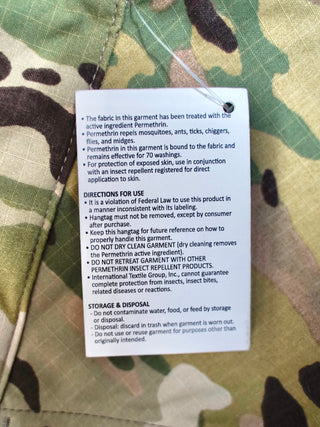 • The fabric in this garment has been treated with the
active ingredient Permethrin.
• Permethrin repels mosquitoes, ants, ticks, chiggers,
flies, and midges.
• Permethrin in this garment is bound to the fabric and
remains effective for 70 washings.
• For protection of exposed skin, use in conjunction
with an insect repellent registered for direct
application to skin.
DIRECTIONS FOR USE
• It is a violation of Federal Law to use this product in
a manner inconsistent with its labeling.
• Hangtag must not be removed, except by consumer
after purchase.
• Keep this hangtag for future reference on how to
properly handle this garment.
• DO NOT DRY CLEAN GARMENT (dry cleaning removes
the Permethrin active ingredient).
• DO NOT RETREAT GARMENT WITH OTHER
PERMETHRIN INSECT REPELLENT PRODUCTS.
• International Textile Group, Inc., cannot guarantee
complete protection from insects, insect bites,
related diseases or reactions.
STORAGE & DISPOSAL
- Do not contaminate water, food, or feed by storage
or disposal.
- Disposal: discard in trash when garment is worn out.
- Do not use or reuse garment for purposes other than
originally intended.